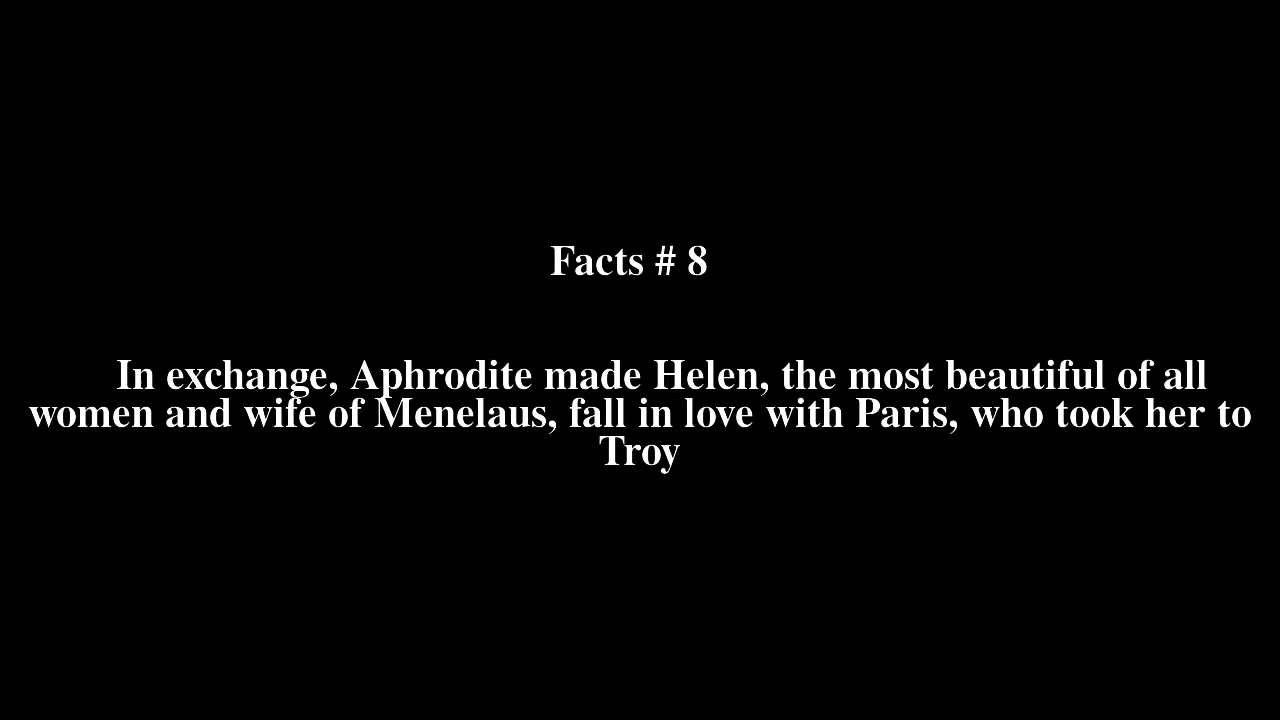 Facts # 8
In exchange, Aphrodite made Helen, the most beautiful of all
women and wife of Menelaus, fall in love with Paris, who took her to
Troy